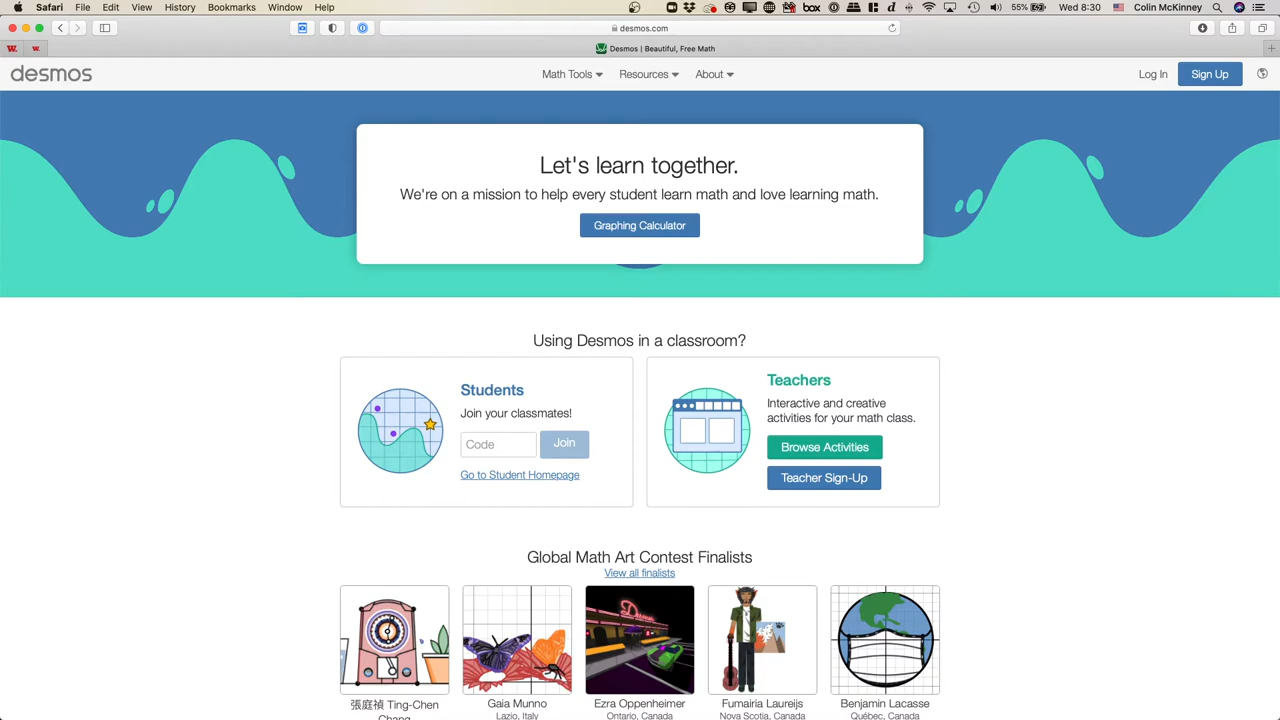 Safari File Edit View History Bookmarks Window Help
box
55% Wed 8:30 Colin McKinney
desmos.com
Desmos | Beautiful, Free Math
desmos
Math Tools Resources About
Log In Sign Up
Let's learn together.
We're on a mission to help every student learn math and love learning math.
Graphing Calculator
Using Desmos in a classroom?
Students
Join your classmates!
Code Join
Go to Student Homepage
Teachers
Interactive and creative
activities for your math class.
Browse Activities
Teacher Sign-Up
Global Math Art Contest Finalists
View all finalists
張庭禎 Ting-Chen
Chang
Gaia Munno
Lazio, Italy
Ezra Oppenheimer
Ontario, Canada
Fumairia Laureijs
Nova Scotia, Canada
Benjamin Lacasse
Québec, Canada